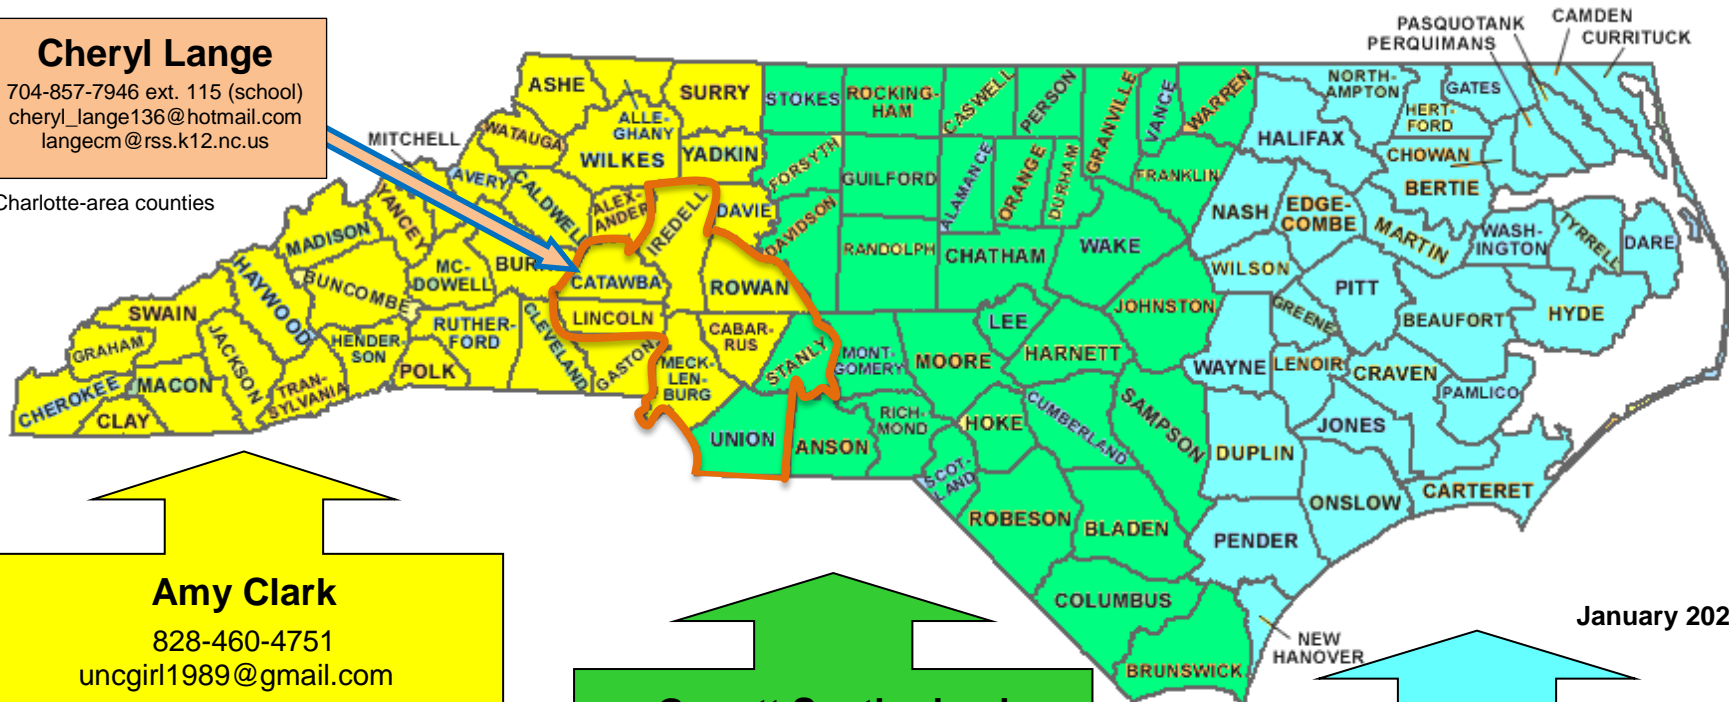 Cheryl Lange
704-857-7946 ext. 115 (school)
cheryl_lange136@hotmail.com
langecm@rss.k12.nc.us
Charlotte-area counties
PASQUOTANK
PERQUIMANS
CAMDEN
CURRITUCK
MITCHELL
ASHE
ALLE-
GHANY
SURRY
STOKES
ROCKING-
HAM
CASWELL
PERSON
GRANVILLE
VANCE
WARREN
NORTH-
AMPTON
GATES
HERT-
FORD
HALIFAX
CHOWAN
BERTIE
WATAUGA
WILKES
YADKIN
FORSYTH
GUILFORD
ALAMANCE
ORANGE
DURHAM
FRANKLIN
NASH
EDGE-
COMBE
MARTIN
WASH-
INGTON
TYRRELL
DARE
AVERY
CALDWELL
ALEX-
ANDER
IREDELL
DAVIE
DAVIDSON
RANDOLPH
CHATHAM
WAKE
WILSON
PITT
BEAUFORT
HYDE
YANCEY
MADISON
HAYWOOD
BUNCOMBE
MC-
DOWELL
BUR
CATAWBA
ROWAN
LINCOLN
CABAR-
RUS
STANLY
MONT-
GOMERY
MOORE
LEE
HARNETT
JOHNSTON
GREENE
WAYNE
LENOIR
CRAVEN
PAMLICO
SWAIN
GRAHAM
JACKSON
HENDER-
SON
RUTHER-
FORD
CLEVELAND
GASTON
MECK-
LEN-
BURG
CHEROKEE
MACON
CLAY
TRAN-
SYLVANIA
POLK
UNION
ANSON
RICH-
MOND
SCOT-
LAND
HOKE
CUMBERLAND
SAMPSON
DUPLIN
JONES
ONSLOW
CARTERET
ROBESON
BLADEN
PENDER
COLUMBUS
BRUNSWICK
NEW
HANOVER
January 202
Amy Clark
828-460-4751
uncgirl1989@gmail.com